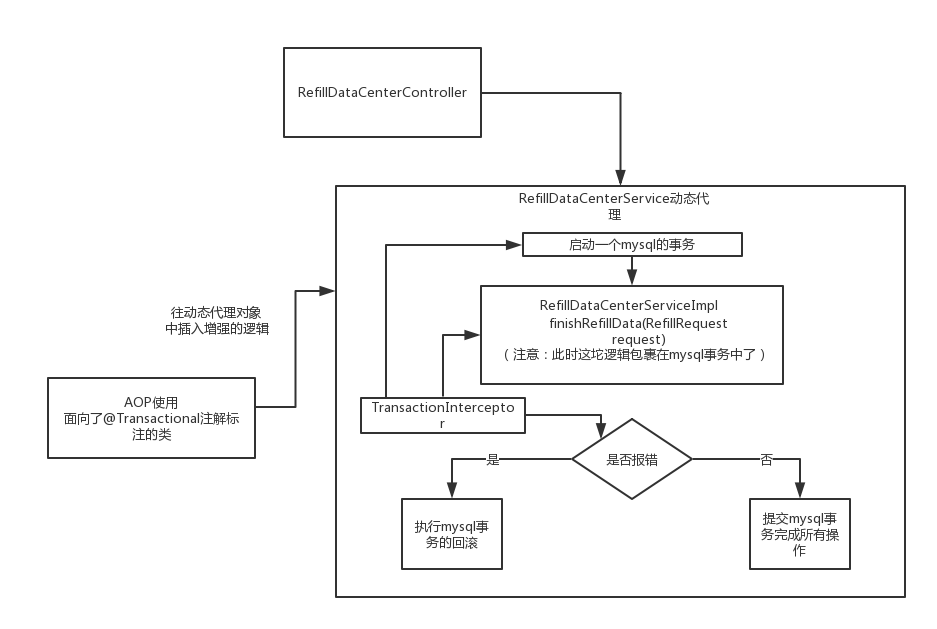 RefillDataCenterController
RefillDataCenterService动态代
理
启动一个mysql的事务
RefillDataCenterServiceImpl
finishRefillData(RefillRequest
request)
（注意：此时这坨逻辑包裹在mysql事务中了）
往动态代理对象
中插入增强的逻辑
AOP使用
面向了@Transactional注解标
注的类
TransactionIntercepto
r
是否报错
是
否
执行mysql事
务的回滚
提交mysql事
务完成所有操
作